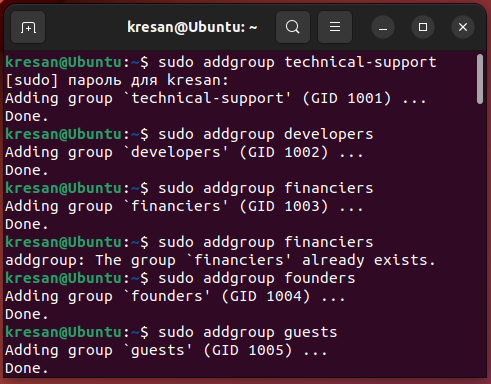 kresan@Ubuntu: ~
kresan@Ubuntu:~$ sudo addgroup technical-support
[sudo] пароль для kresan:
Adding group `technical-support' (GID 1001) ...
Done.
kresan@Ubuntu:~$ sudo addgroup developers
Adding group `developers' (GID 1002) ...
Done.
kresan@Ubuntu:~$ sudo addgroup financiers
Adding group `financiers' (GID 1003) ...
Done.
kresan@Ubuntu:~$ sudo addgroup financiers
addgroup: The group `financiers' already exists.
kresan@Ubuntu:~$ sudo addgroup founders
Adding group `founders' (GID 1004) ...
Done.
kresan@Ubuntu:~$ sudo addgroup guests
Adding group `guests' (GID 1005) ...
Done.